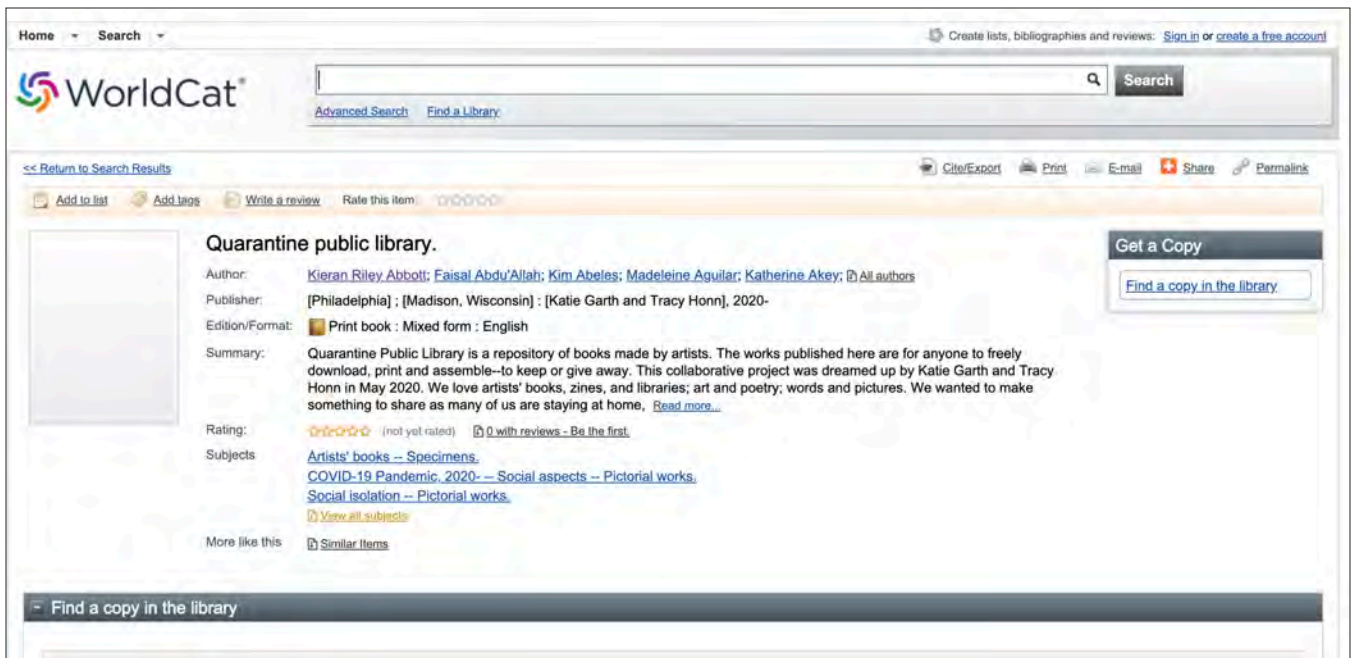 Home Search Create lists, bibliographies and reviews: Sign in or create a free account
WorldCat® Search
Advanced Search Find a Library
<< Return to Search Results Cite/Export Print E-mail Share Permalink
Add to list Add tags Write a review Rate this item:
Quarantine public library. Get a Copy
Author: Kieran Riley Abbott; Faisal Abdu'Allah; Kim Abeles; Madeleine Aguilar; Katherine Akey; All authors
Find a copy in the library
Publisher: [Philadelphia] ; [Madison, Wisconsin] : [Katie Garth and Tracy Honn], 2020-
Edition/Format: Print book : Mixed form : English
Summary: Quarantine Public Library is a repository of books made by artists. The works published here are for anyone to freely
download, print and assemble--to keep or give away. This collaborative project was dreamed up by Katie Garth and Tracy
Honn in May 2020. We love artists' books, zines, and libraries; art and poetry; words and pictures. We wanted to make
something to share as many of us are staying at home, Read more...
Rating: (not yet rated) 0 with reviews - Be the first.
Subjects Artists' books -- Specimens.
COVID-19 Pandemic, 2020- -- Social aspects -- Pictorial works.
Social isolation -- Pictorial works.
View all subjects
More like this Similar Items
Find a copy in the library